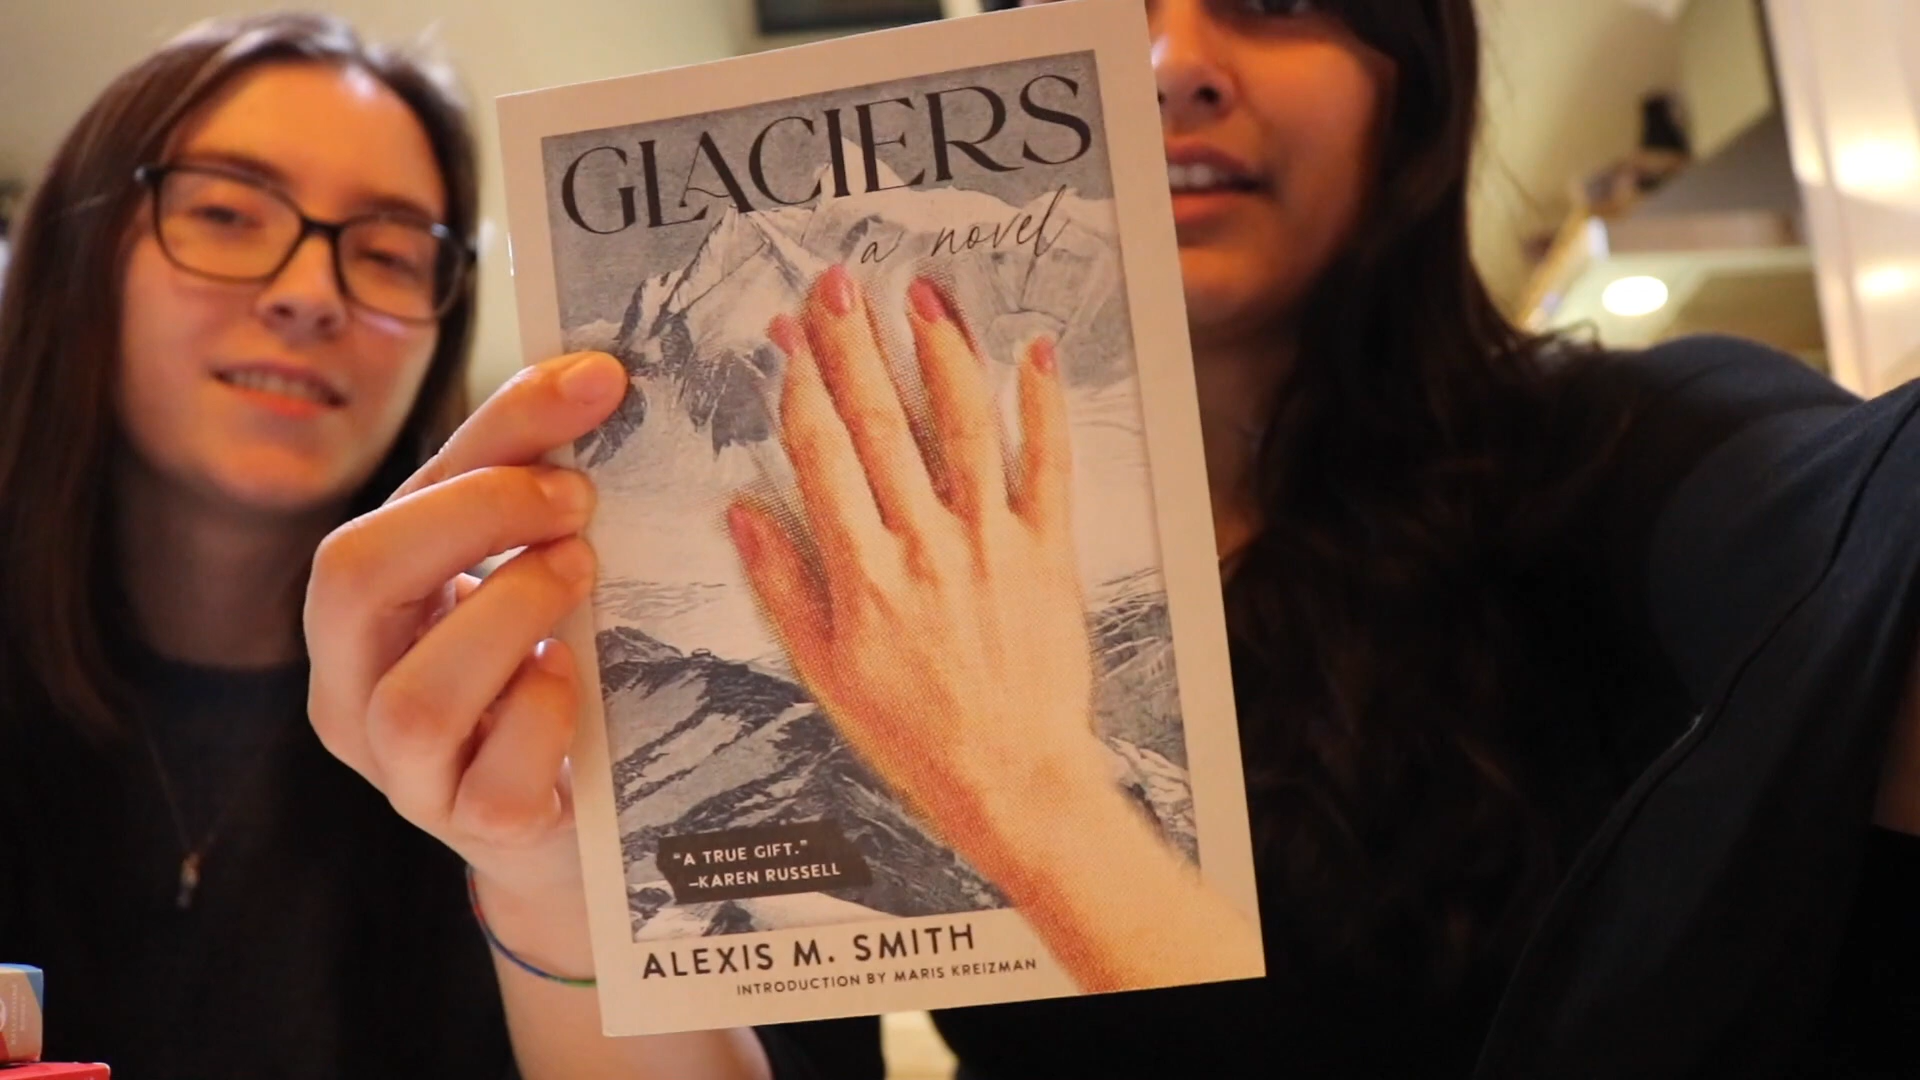 GLACIERS
a novel
"A TRUE GIFT."
–KAREN RUSSELL
ALEXIS M. SMITH
INTRODUCTION BY MARIS KREIZMAN